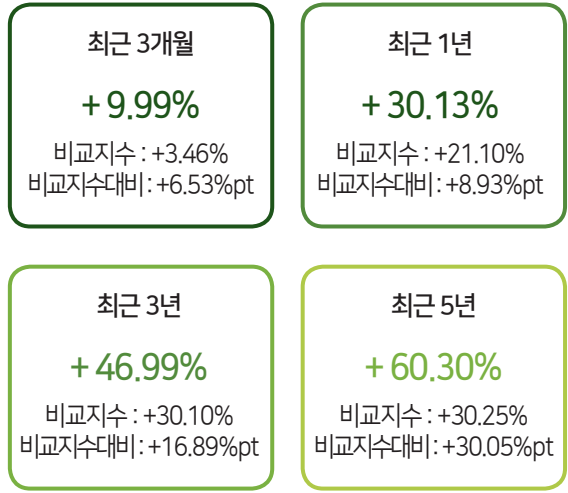 최근 3개월
+9.99%
비교지수 : +3.46%
비교지수대비 : +6.53%pt
최근 1년
+30.13%
비교지수 : +21.10%
비교지수대비 : +8.93%pt
최근 3년
+46.99%
비교지수 : +30.10%
비교지수대비 : +16.89%pt
최근 5년
+60.30%
비교지수 : +30.25%
비교지수대비 : +30.05%pt